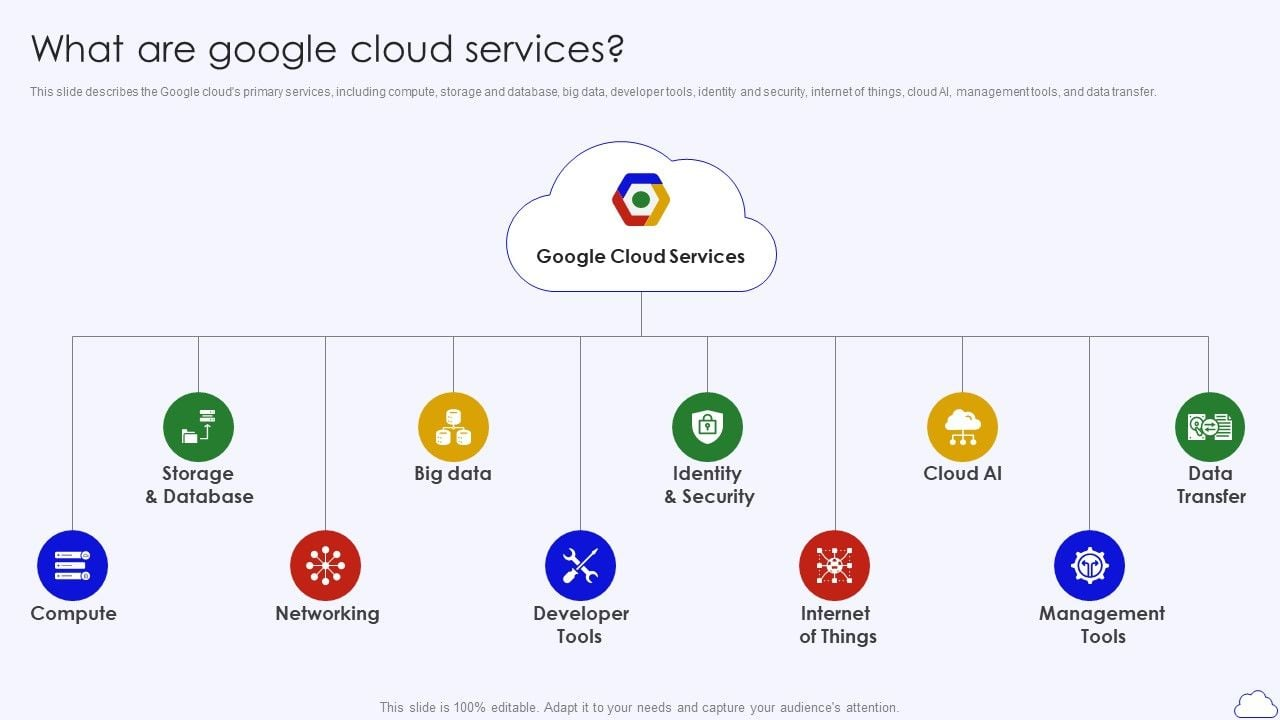 What are google cloud services?
This slide describes the Google cloud's primary services, including compute, storage and database, big data, developer tools, identity and security, internet of things, cloud AI, management tools, and data transfer.
Google Cloud Services
Storage
& Database
Big data
Identity
& Security
Cloud AI
Data
Transfer
Compute
Networking
Developer
Tools
Internet
of Things
Management
Tools
This slide is 100% editable. Adapt it to your needs and capture your audience's attention.